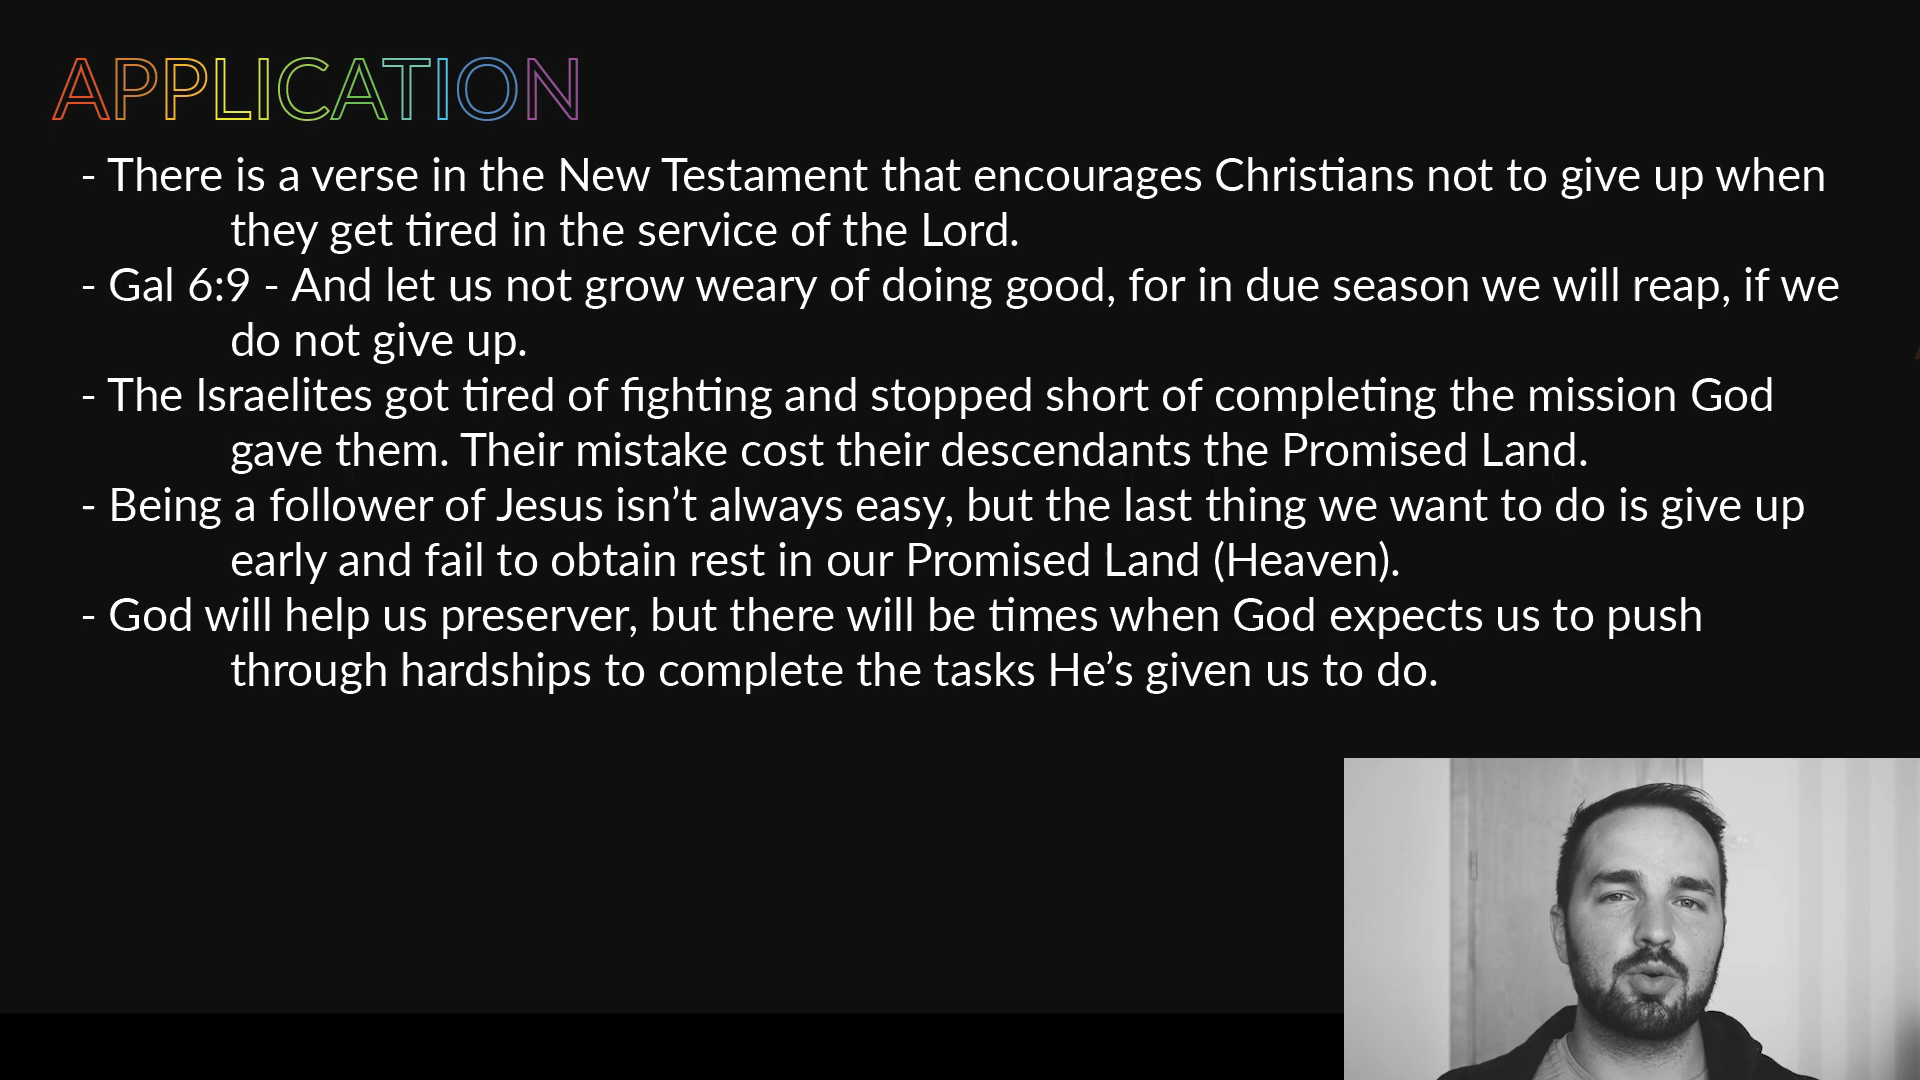 APPLICATION
- There is a verse in the New Testament that encourages Christians not to give up when
they get tired in the service of the Lord.
- Gal 6:9 - And let us not grow weary of doing good, for in due season we will reap, if we
do not give up.
- The Israelites got tired of fighting and stopped short of completing the mission God
gave them. Their mistake cost their descendants the Promised Land.
- Being a follower of Jesus isn’t always easy, but the last thing we want to do is give up
early and fail to obtain rest in our Promised Land (Heaven).
- God will help us preserver, but there will be times when God expects us to push
through hardships to complete the tasks He’s given us to do.